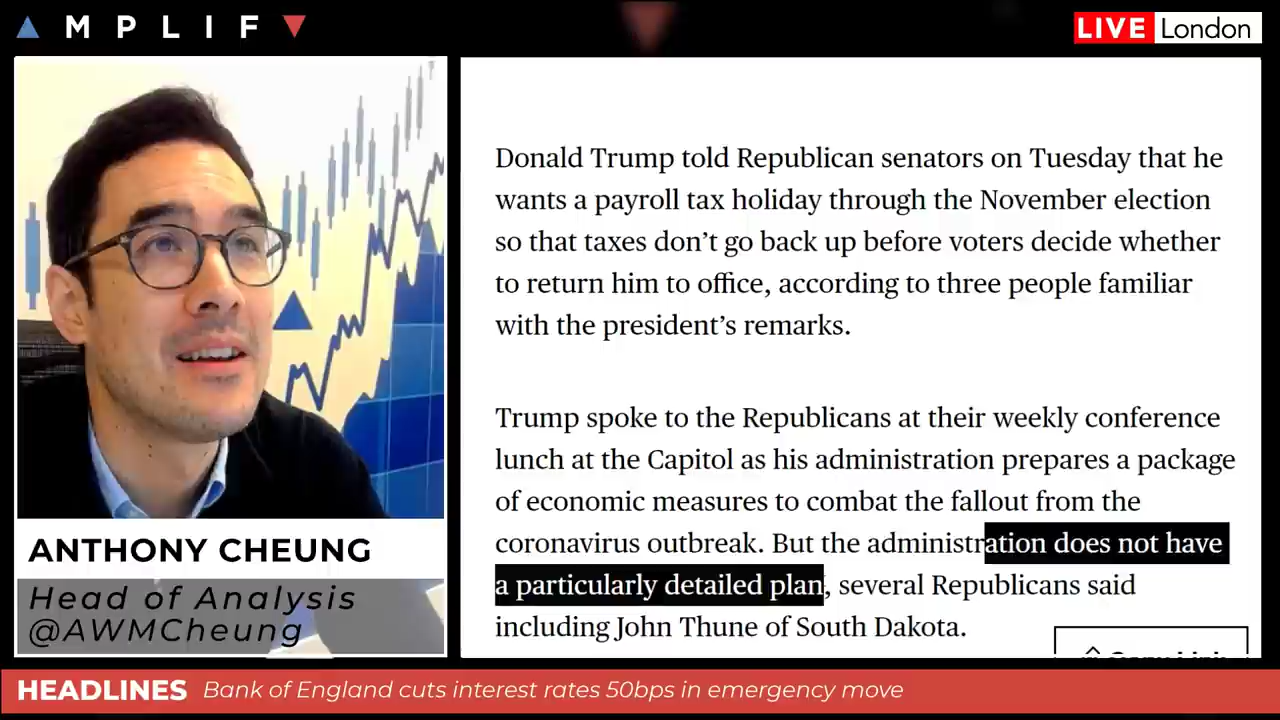 MPLIF
LIVE London
Donald Trump told Republican senators on Tuesday that he
wants a payroll tax holiday through the November election
so that taxes don’t go back up before voters decide whether
to return him to office, according to three people familiar
with the president’s remarks.
Trump spoke to the Republicans at their weekly conference
lunch at the Capitol as his administration prepares a package
of economic measures to combat the fallout from the
coronavirus outbreak. But the administration does not have
a particularly detailed plan, several Republicans said
including John Thune of South Dakota.
Copy Link
ANTHONY CHEUNG
Head of Analysis
@AWMCheung
HEADLINES Bank of England cuts interest rates 50bps in emergency move